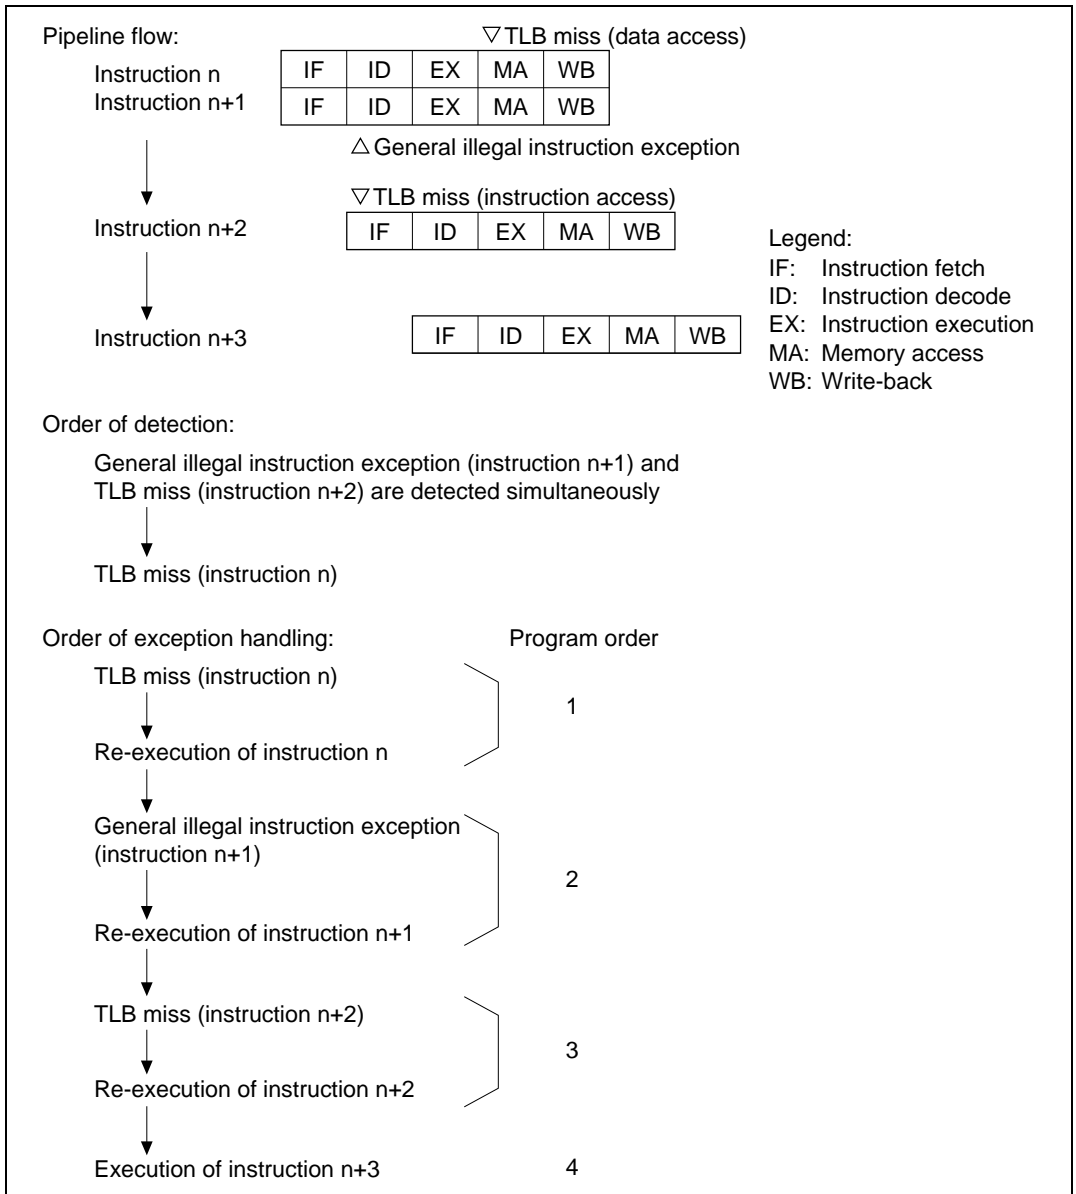 Pipeline flow:
▽TLB miss (data access)
Instruction n IF ID EX MA WB
Instruction n+1 IF ID EX MA WB
△General illegal instruction exception
▽TLB miss (instruction access)
Instruction n+2 IF ID EX MA WB
Instruction n+3 IF ID EX MA WB
Legend:
IF: Instruction fetch
ID: Instruction decode
EX: Instruction execution
MA: Memory access
WB: Write-back
Order of detection:
General illegal instruction exception (instruction n+1) and
TLB miss (instruction n+2) are detected simultaneously
TLB miss (instruction n)
Order of exception handling: Program order
TLB miss (instruction n)
1
Re-execution of instruction n
General illegal instruction exception
(instruction n+1)
2
Re-execution of instruction n+1
TLB miss (instruction n+2)
3
Re-execution of instruction n+2
Execution of instruction n+3 4